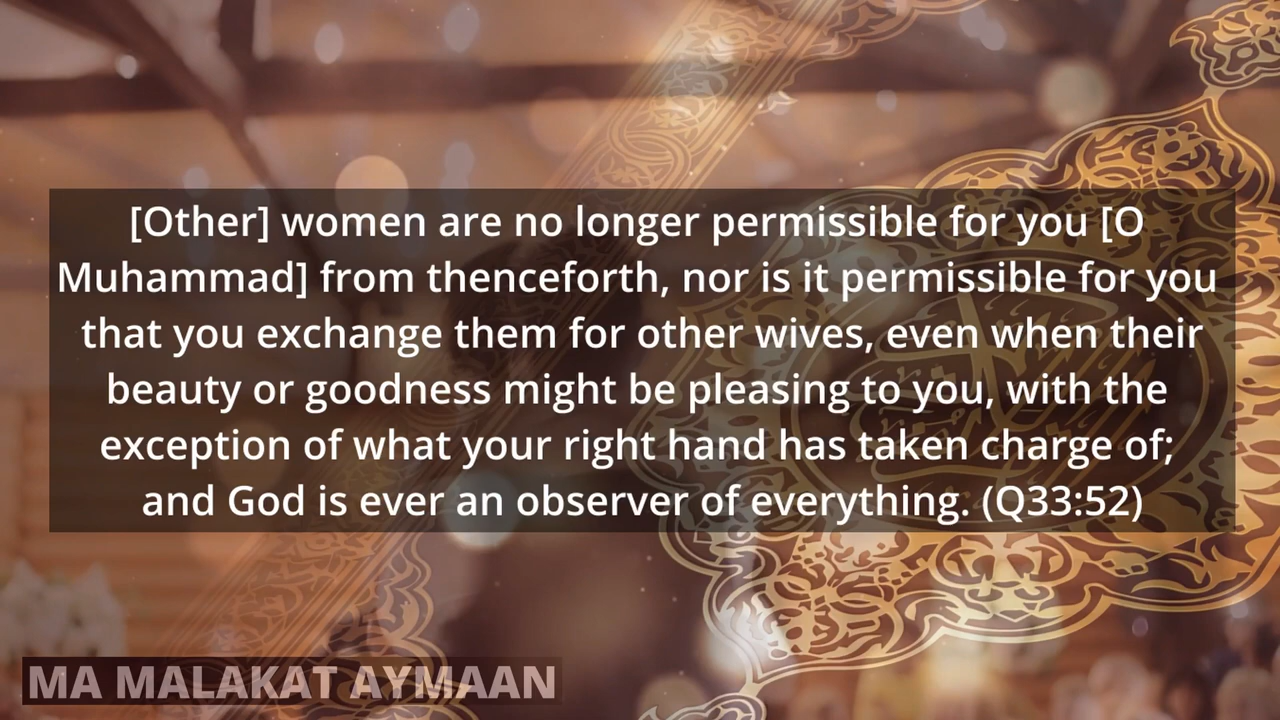 [Other] women are no longer permissible for you [O
Muhammad] from thenceforth, nor is it permissible for you
that you exchange them for other wives, even when their
beauty or goodness might be pleasing to you, with the
exception of what your right hand has taken charge of;
and God is ever an observer of everything. (Q33:52)
MA MALAKAT AYMAAN